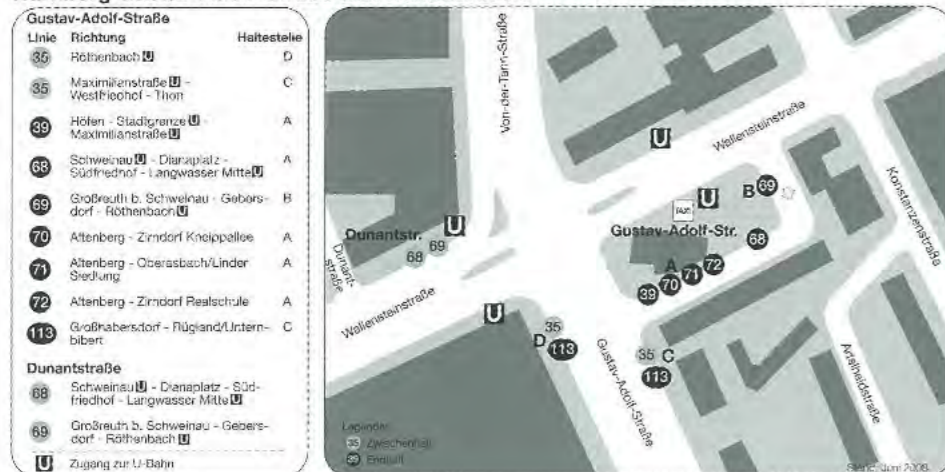 Gustav-Adolf-Straße
Linie Richtung Haltestelle
35 Röthenbach U D
35 Maximilianstraße U - C
Westfriedhof - Thon
39 Höfen - Stadtgrenze U - A
Maximilianstraße U
68 Schweinau U - Dianaplatz - A
Südfriedhof - Langwasser Mitte U
69 Großreuth b. Schweinau - Gebers- B
dorf - Röthenbach U
70 Altenberg - Zirndorf Kneippallee A
71 Altenberg - Oberasbach/Linder A
Siedlung
72 Altenberg - Zirndorf Realschule A
113 Großhabersdorf - Rügland/Untern- C
bibert
Dunantstraße
68 Schweinau U - Dianaplatz - Süd-
friedhof - Langwasser Mitte U
69 Großreuth b. Schweinau - Gebers-
dorf - Röthenbach U
U Zugang zur U-Bahn
Von-der-Tann-Straße
Wallensteinstraße
U
Konstanzenstraße
U
B 69
TAXI
Gustav-Adolf-Str.
68
U
Dunantstr.
69
68
Dunant-
straße
A
72
71
70
39
Wallensteinstraße
U
35
D 113
35 C
113
Gustav-Adolf-Straße
Adelheidstraße
Legende:
35 Zwischenhalt
39 Endhalt
Stand: Juni 2009